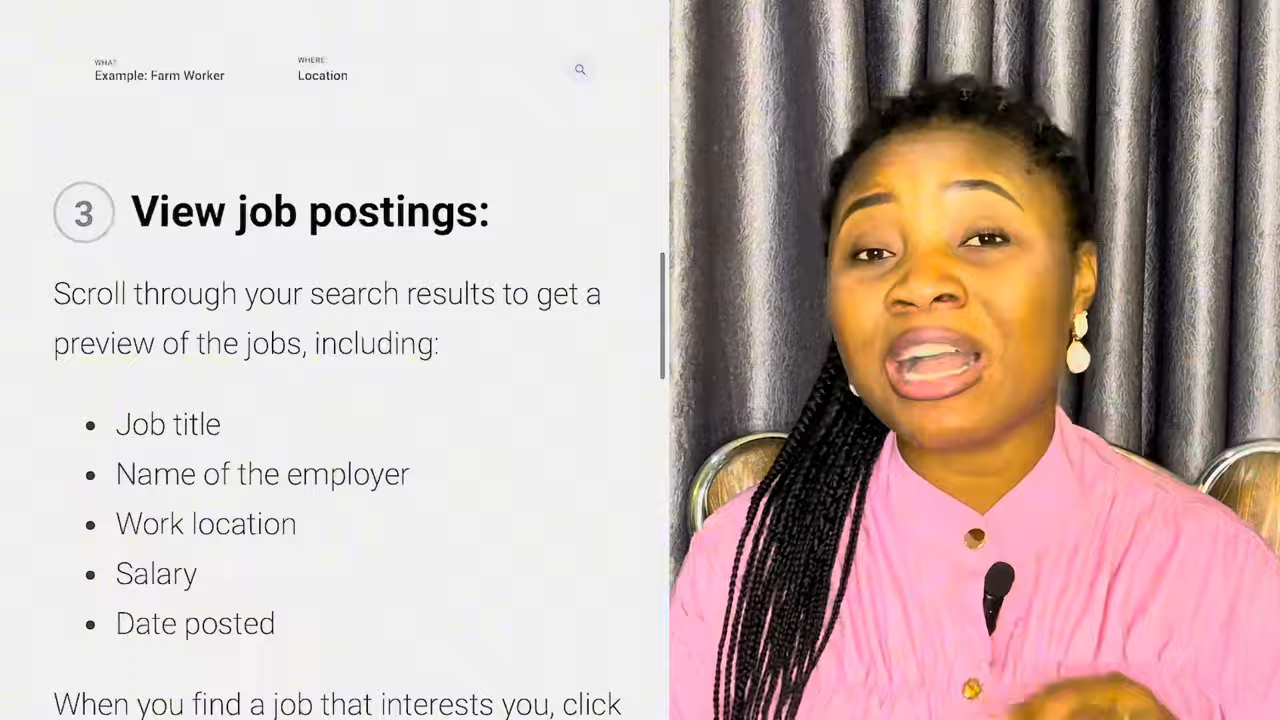 WHAT
Example: Farm Worker
WHERE
Location
3 View job postings:
Scroll through your search results to get a
preview of the jobs, including:
• Job title
• Name of the employer
• Work location
• Salary
• Date posted
When you find a job that interests you, click